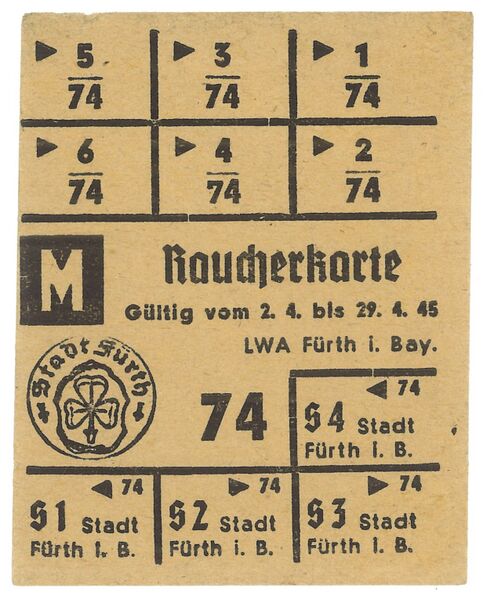 5/74 3/74 1/74
6/74 4/74 2/74
M Raucherkarte
Gültig vom 2. 4. bis 29. 4. 45
LWA Fürth i. Bay.
Stadt Fürth
74
74
S4 Stadt
Fürth i. B.
74
S1 Stadt
Fürth i. B.
74
S2 Stadt
Fürth i. B.
74
S3 Stadt
Fürth i. B.